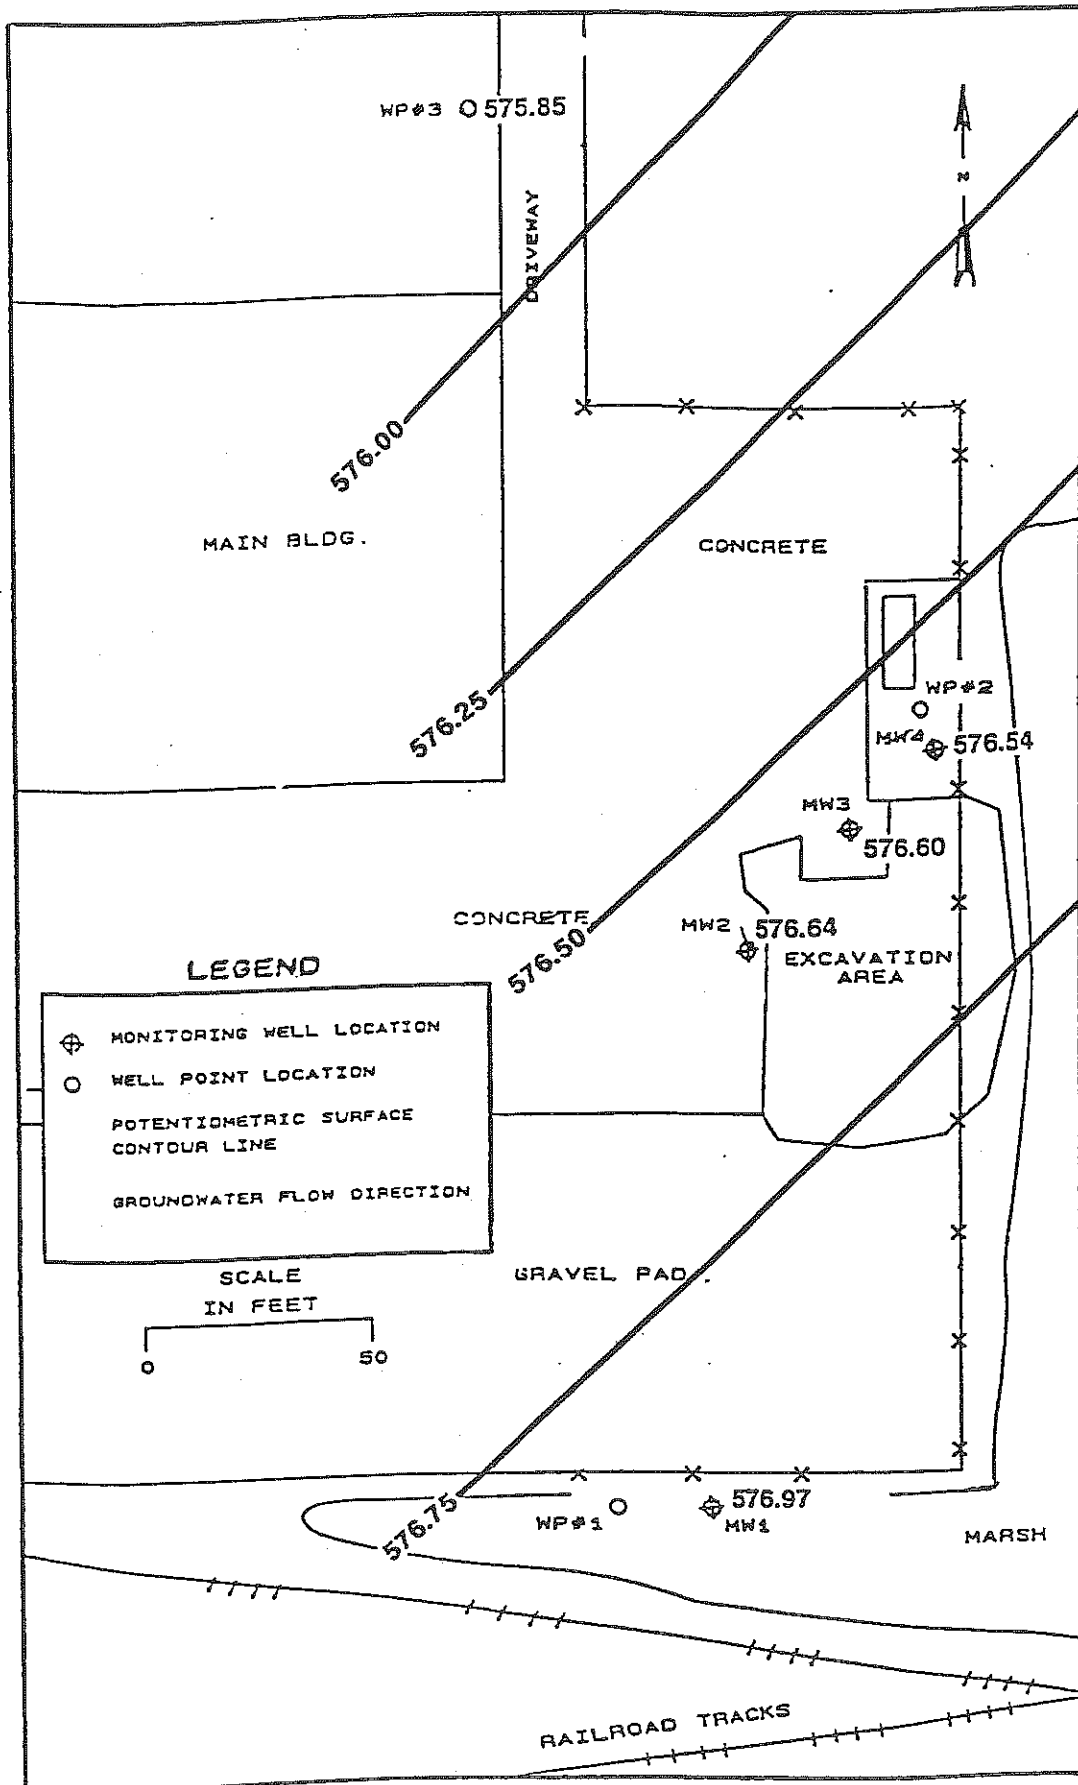 WP#3 575.85
N
DRIVEWAY
576.00
MAIN BLDG.
CONCRETE
576.25
WP#2
MW4 576.54
MW3
576.60
CONCRETE
MW2 576.64
576.50
EXCAVATION
AREA
LEGEND
MONITORING WELL LOCATION
WELL POINT LOCATION
POTENTIOMETRIC SURFACE
CONTOUR LINE
GROUNDWATER FLOW DIRECTION
SCALE
IN FEET
0 50
GRAVEL PAD
576.75
WP#1
576.97
MW1
MARSH
RAILROAD TRACKS